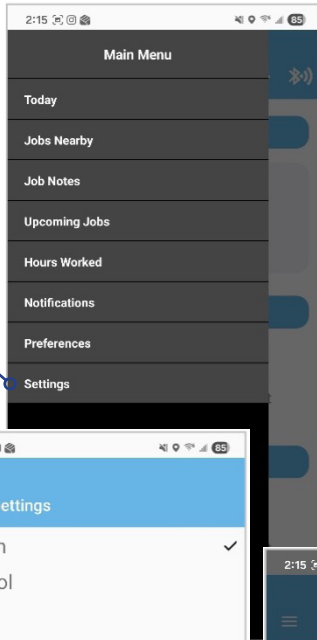 2:15
85
Main Menu
Today
Jobs Nearby
Job Notes
Upcoming Jobs
Hours Worked
Notifications
Preferences
Settings
85
ettings
n
ol
2:15